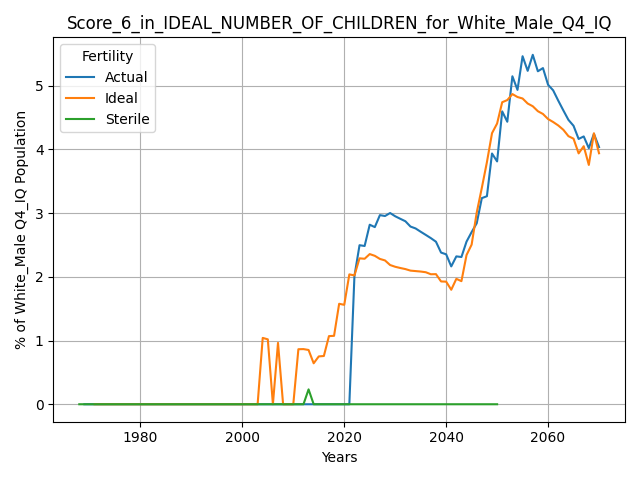 Score_6_in_IDEAL_NUMBER_OF_CHILDREN_for_White_Male_Q4_IQ
Fertility
Actual
Ideal
Sterile
% of White_Male Q4_IQ Population
5
4
3
2
1
0
1980 2000 2020 2040 2060
Years